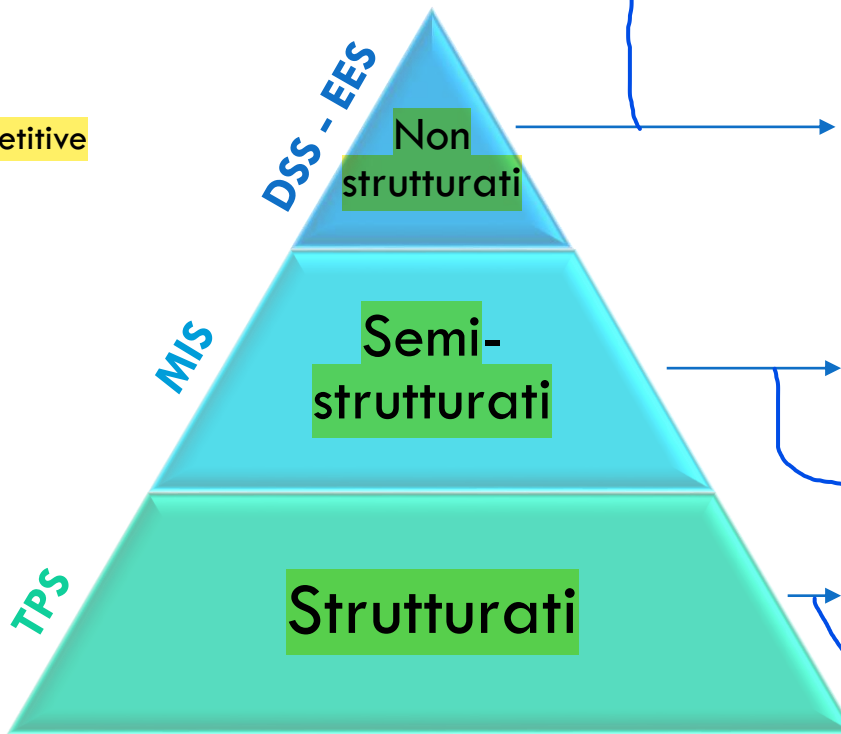 DSS - EES
etitive
Non
strutturati
MIS
Semi-
strutturati
TPS
Strutturati